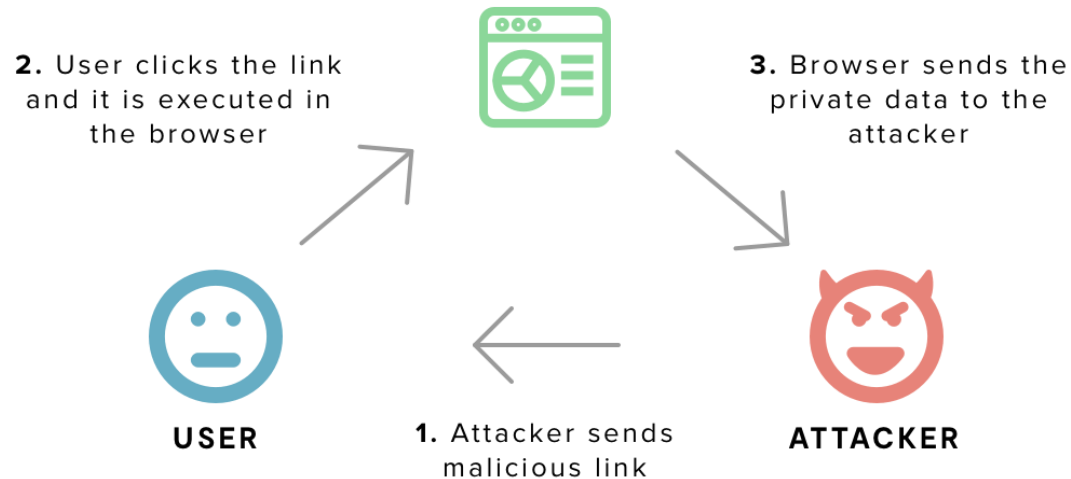 2. User clicks the link
and it is executed in
the browser
3. Browser sends the
private data to the
attacker
USER
1. Attacker sends
malicious link
ATTACKER